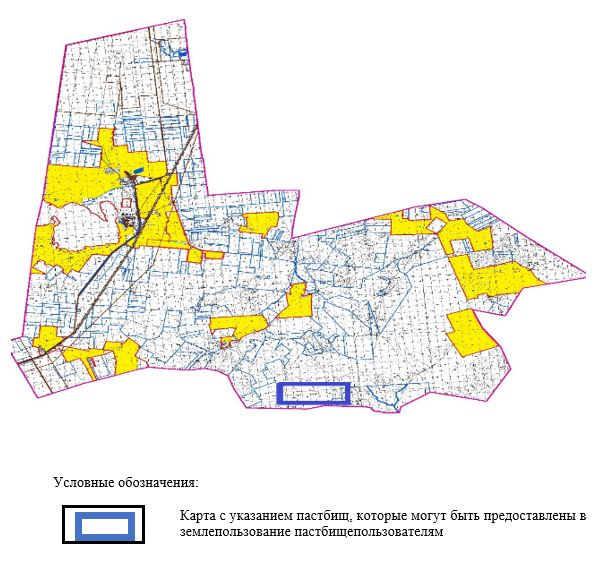 Условные обозначения:
Карта с указанием пастбищ, которые могут быть предоставлены в
землепользование пастбищепользователям